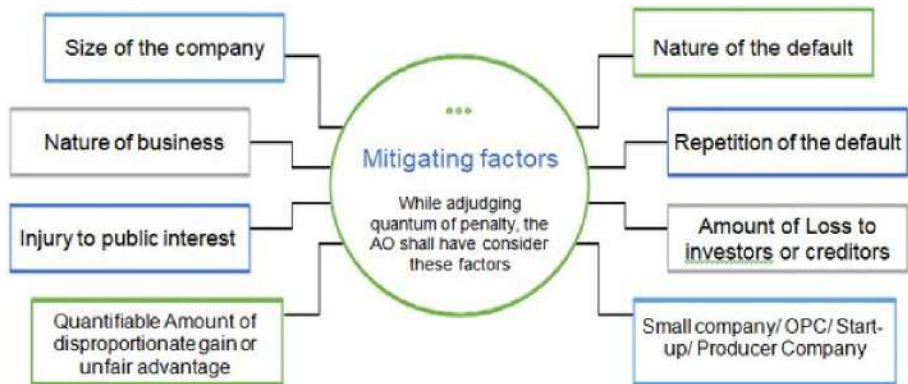 Size of the company
Nature of business
Injury to public interest
Quantifiable Amount of
disproportionate gain or
unfair advantage
Mitigating factors
While adjudging
quantum of penalty, the
AO shall have consider
these factors
Nature of the default
Repetition of the default
Amount of Loss to
investors or creditors
Small company/ OPC/ Start-
up/ Producer Company